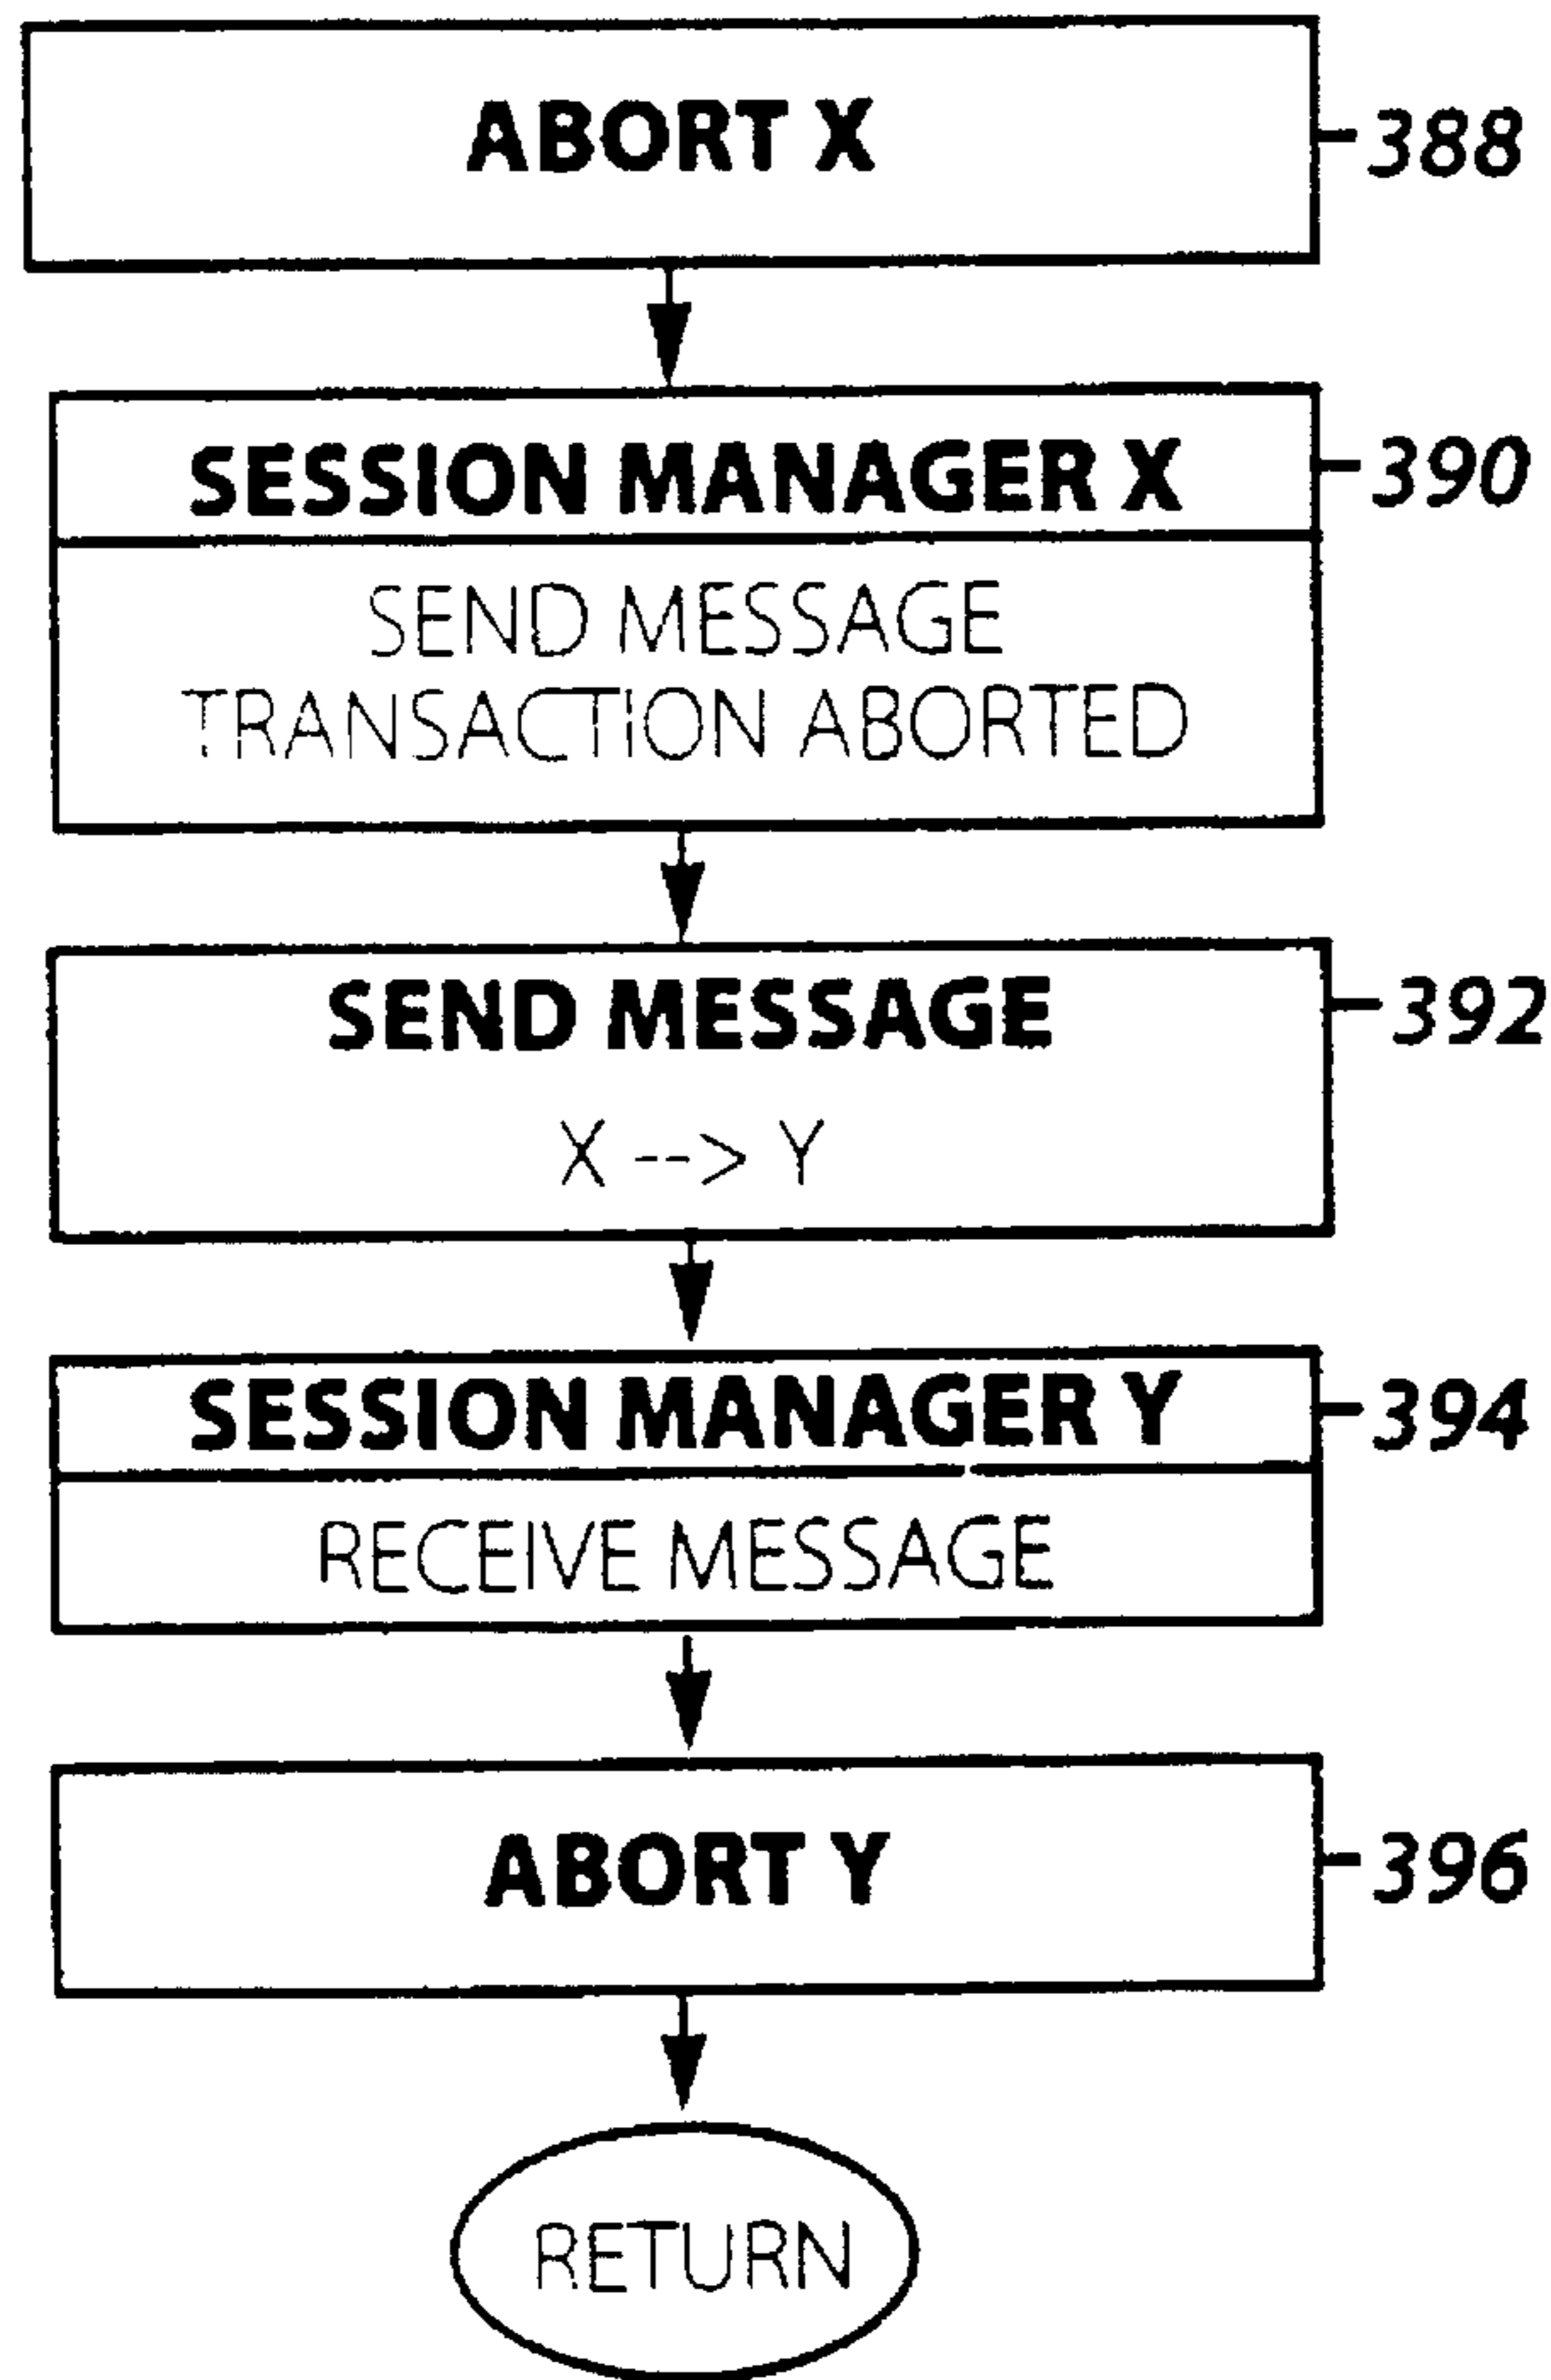 ABORT X
388
SESSION MANAGER X
390
SEND MESSAGE
TRANSACTION ABORTED
SEND MESSAGE
392
X --> Y
SESSION MANAGER Y
394
RECEIVE MESSAGE
ABORT Y
396
RETURN